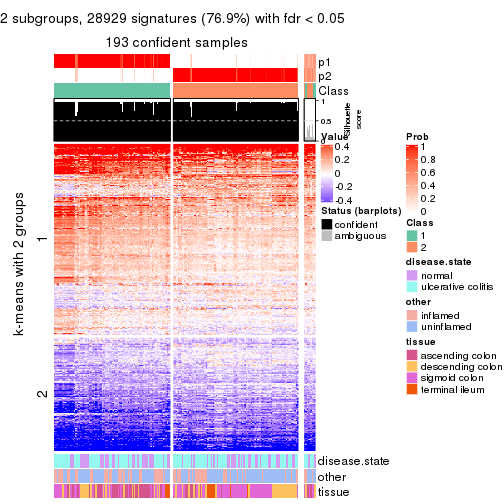 2 subgroups, 28929 signatures (76.9%) with fdr < 0.05
193 confident samples
p1
p2
Class
1
0.5
0
Silhouette
score
k-means with 2 groups
1
2
Value
0.4
0.2
0
-0.2
-0.4
Status (barplots)
confident
ambiguous
Prob
1
0.8
0.6
0.4
0.2
0
Class
1
2
disease.state
normal
ulcerative colitis
other
inflamed
uninflamed
tissue
ascending colon
descending colon
sigmoid colon
terminal ileum
disease.state
other
tissue